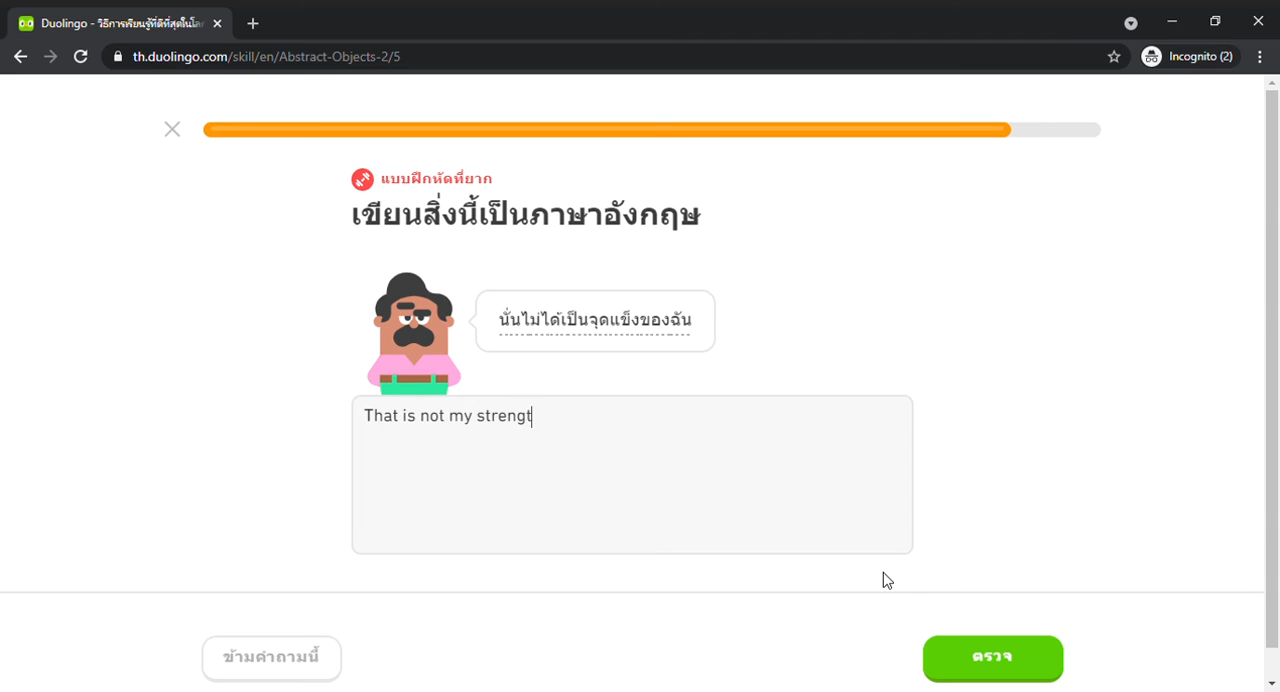 Duolingo - วิธีการเรียนรู้ที่ดีที่สุดในโล
th.duolingo.com/skill/en/Abstract-Objects-2/5
Incognito (2)
แบบฝึกหัดที่ยาก
เขียนสิ่งนี้เป็นภาษาอังกฤษ
นั่นไม่ได้เป็นจุดแข็งของฉัน
That is not my strengt
ข้ามคำถามนี้
ตรวจ